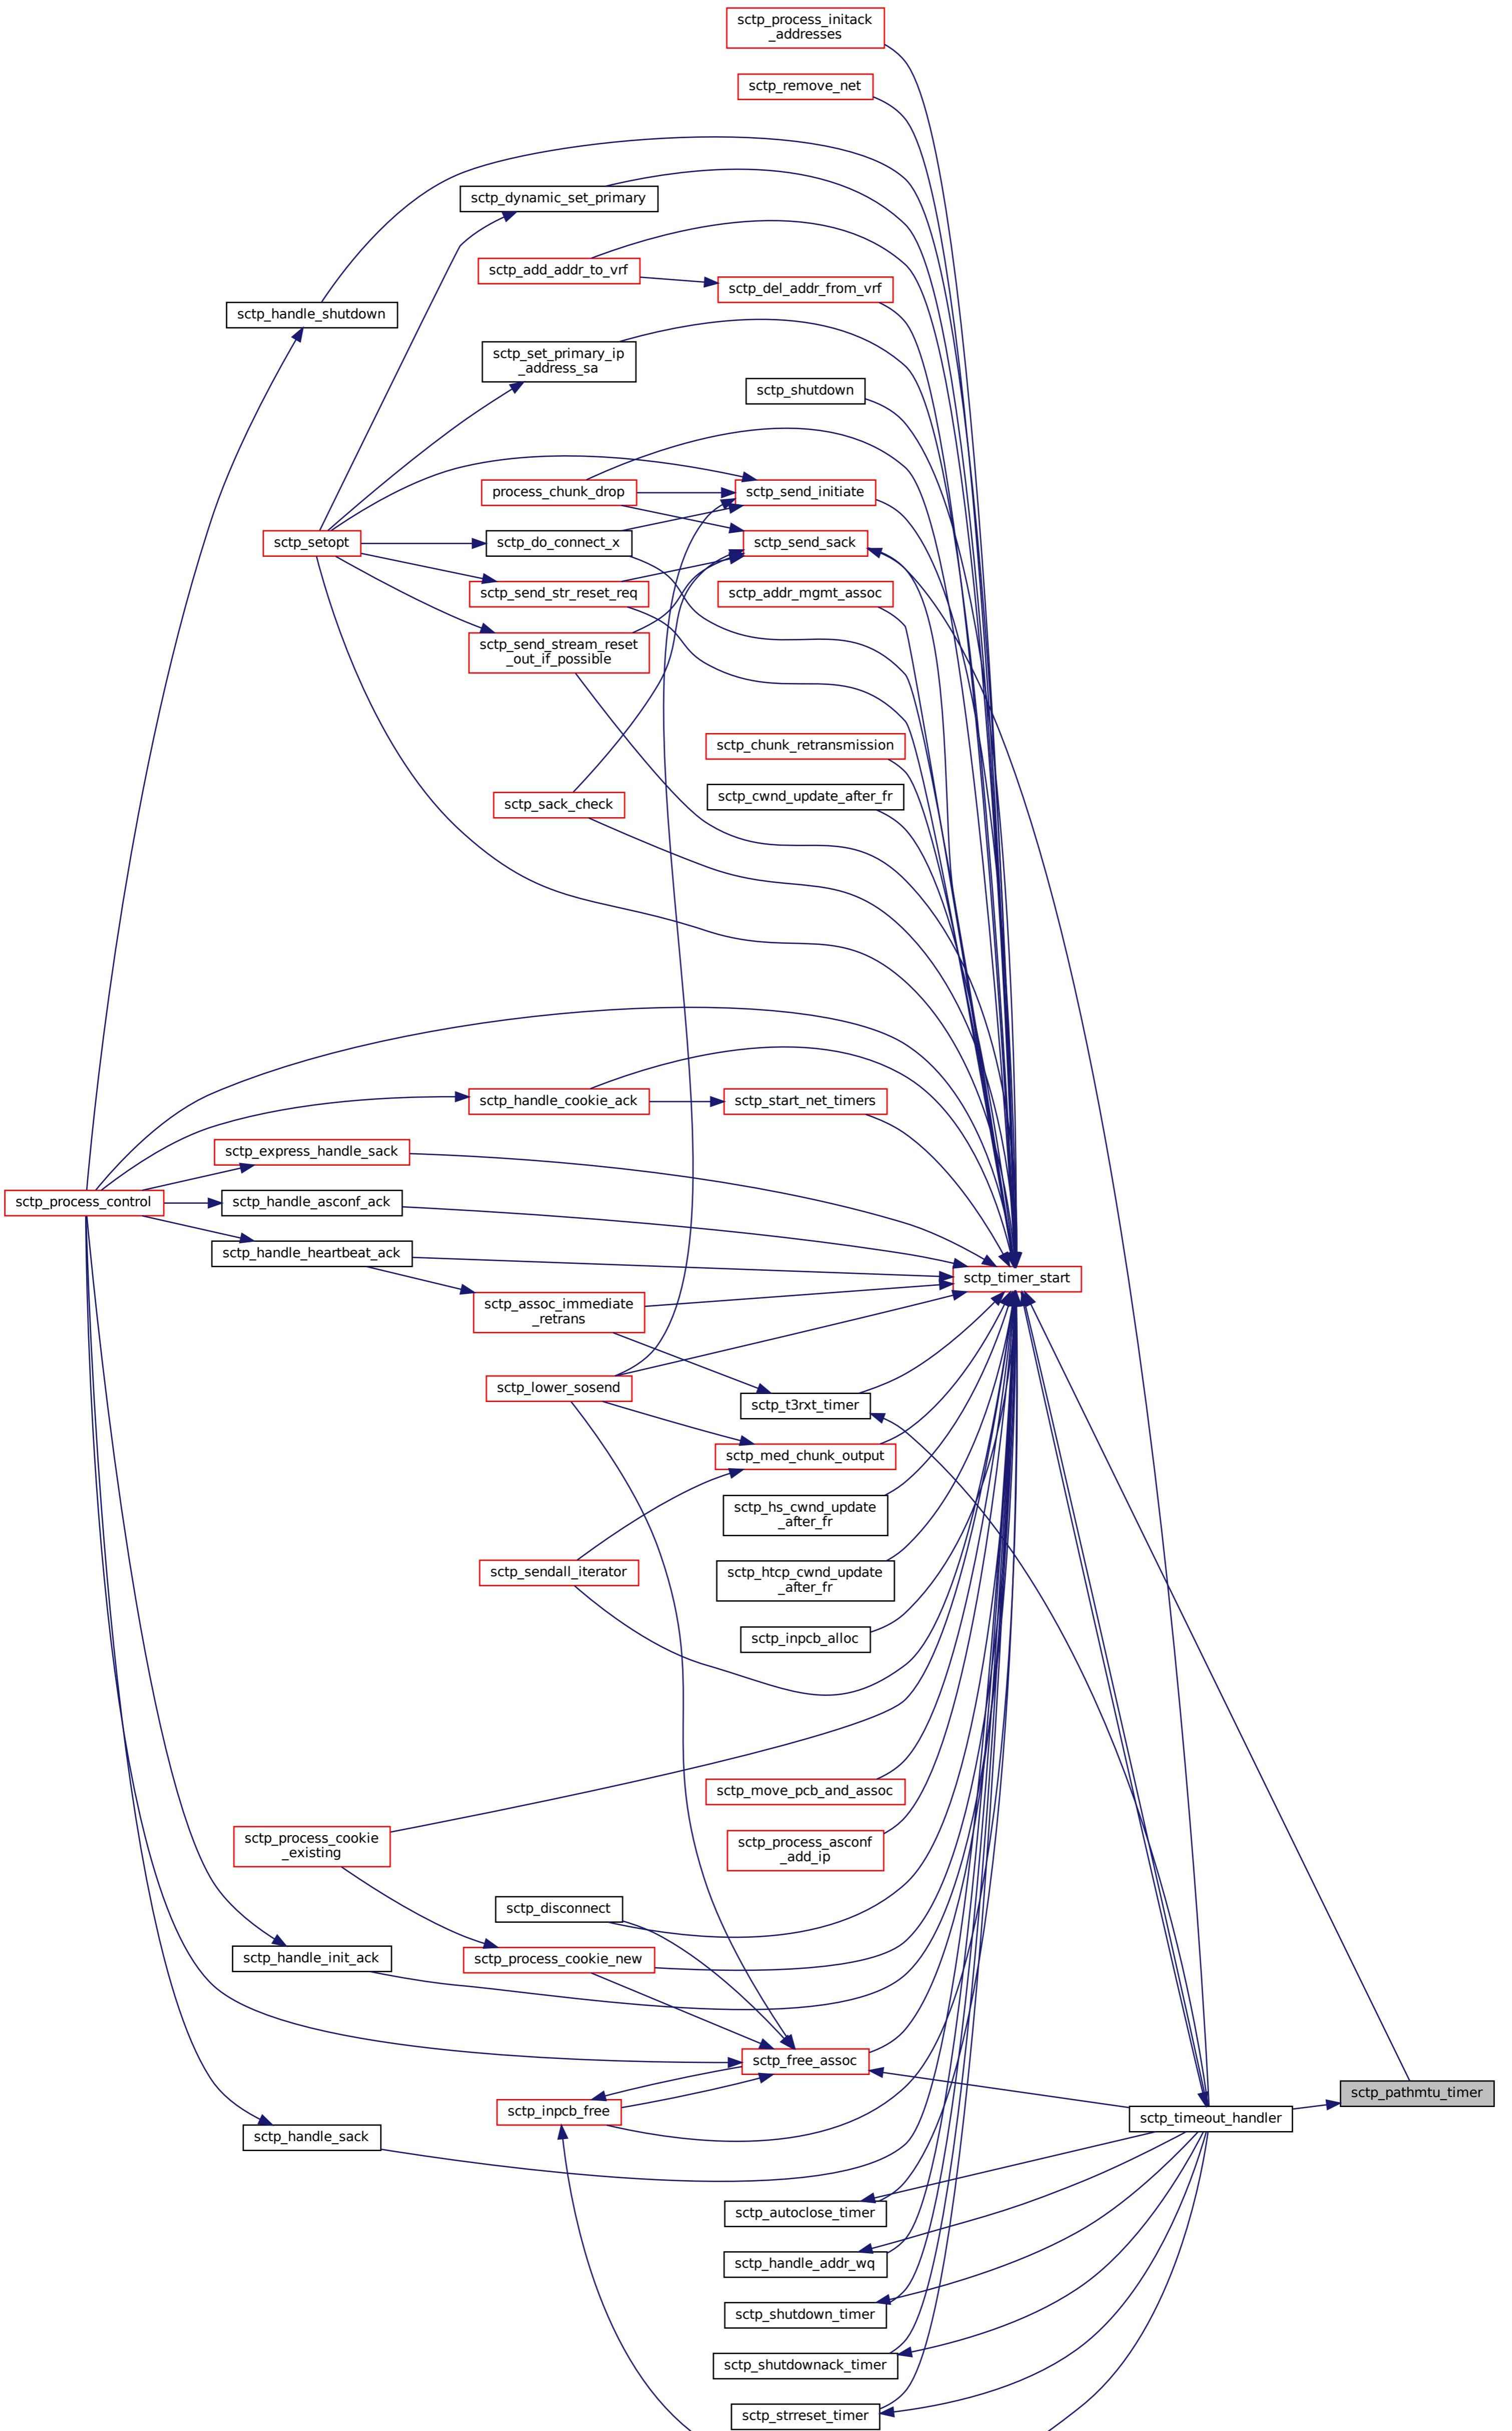 sctp_process_initack
_addresses
sctp_remove_net
sctp_dynamic_set_primary
sctp_add_addr_to_vrf
sctp_del_addr_from_vrf
sctp_handle_shutdown
sctp_set_primary_ip
_address_sa
sctp_shutdown
process_chunk_drop
sctp_send_initiate
sctp_setopt
sctp_do_connect_x
sctp_send_sack
sctp_send_str_reset_req
sctp_addr_mgmt_assoc
sctp_send_stream_reset
_out_if_possible
sctp_chunk_retransmission
sctp_cwnd_update_after_fr
sctp_sack_check
sctp_handle_cookie_ack
sctp_start_net_timers
sctp_express_handle_sack
sctp_process_control
sctp_handle_asconf_ack
sctp_handle_heartbeat_ack
sctp_timer_start
sctp_assoc_immediate
_retrans
sctp_lower_sosend
sctp_t3rxt_timer
sctp_med_chunk_output
sctp_hs_cwnd_update
_after_fr
sctp_sendall_iterator
sctp_htcp_cwnd_update
_after_fr
sctp_inpcb_alloc
sctp_move_pcb_and_assoc
sctp_process_cookie
_existing
sctp_process_asconf
_add_ip
sctp_disconnect
sctp_handle_init_ack
sctp_process_cookie_new
sctp_free_assoc
sctp_pathmtu_timer
sctp_inpcb_free
sctp_timeout_handler
sctp_handle_sack
sctp_autoclose_timer
sctp_handle_addr_wq
sctp_shutdown_timer
sctp_shutdownack_timer
sctp_strreset_timer